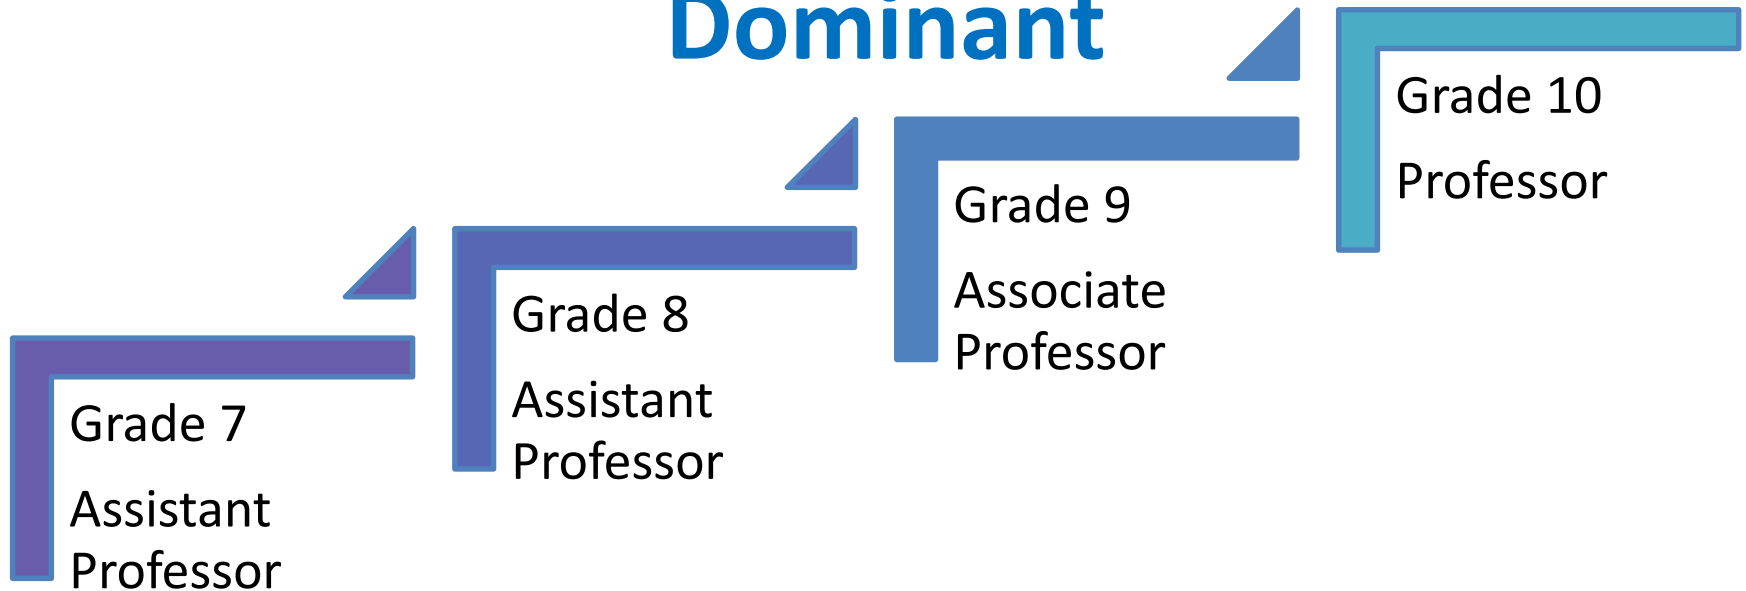 Dominant
Grade 7
Assistant
Professor
Grade 8
Assistant
Professor
Grade 9
Associate
Professor
Grade 10
Professor